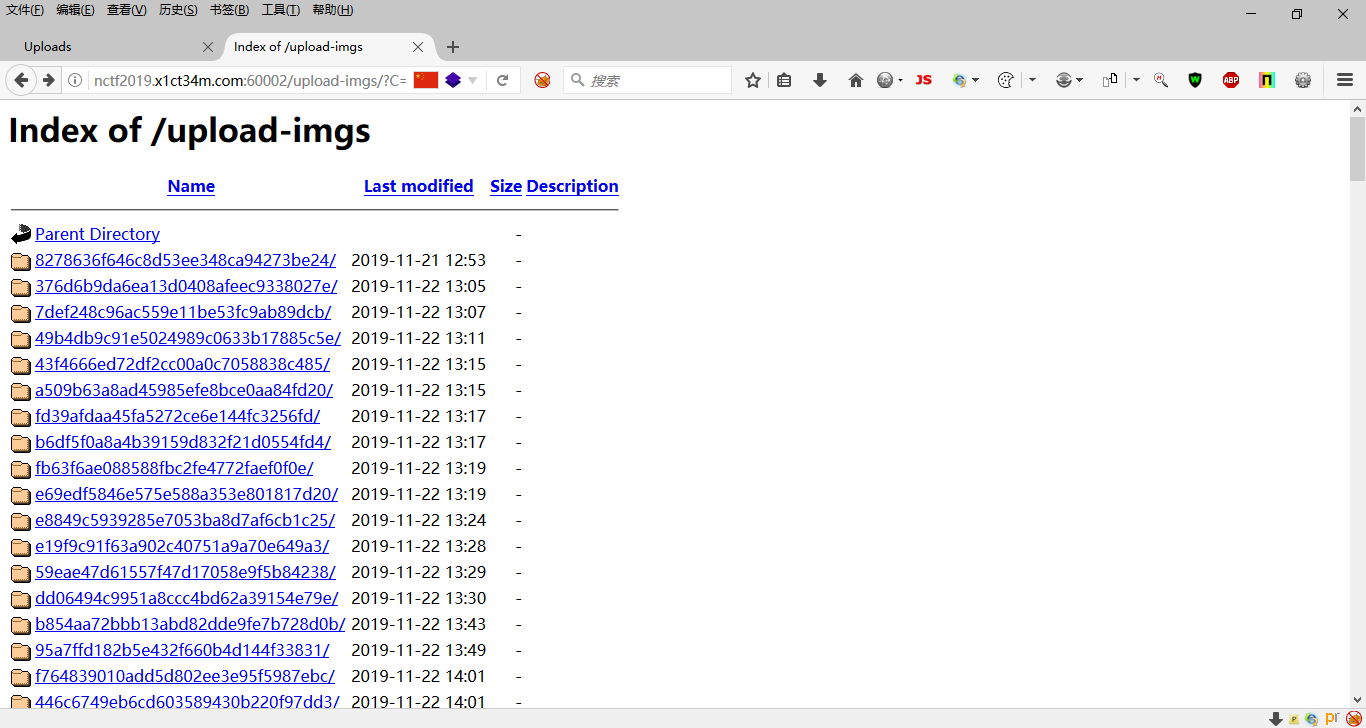 文件(F) 编辑(E) 查看(V) 历史(S) 书签(B) 工具(T) 帮助(H)
Uploads
Index of /upload-imgs
nctf2019.x1ct34m.com:60002/upload-imgs/?C=
搜索
JS
ABP
Index of /upload-imgs
Name Last modified Size Description
Parent Directory -
8278636f646c8d53ee348ca94273be24/ 2019-11-21 12:53 -
376d6b9da6ea13d0408afeec9338027e/ 2019-11-22 13:05 -
7def248c96ac559e11be53fc9ab89dcb/ 2019-11-22 13:07 -
49b4db9c91e5024989c0633b17885c5e/ 2019-11-22 13:11 -
43f4666ed72df2cc00a0c7058838c485/ 2019-11-22 13:15 -
a509b63a8ad45985efe8bce0aa84fd20/ 2019-11-22 13:15 -
fd39afdaa45fa5272ce6e144fc3256fd/ 2019-11-22 13:17 -
b6df5f0a8a4b39159d832f21d0554fd4/ 2019-11-22 13:17 -
fb63f6ae088588fbc2fe4772faef0f0e/ 2019-11-22 13:19 -
e69edf5846e575e588a353e801817d20/ 2019-11-22 13:19 -
e8849c5939285e7053ba8d7af6cb1c25/ 2019-11-22 13:24 -
e19f9c91f63a902c40751a9a70e649a3/ 2019-11-22 13:28 -
59eae47d61557f47d17058e9f5b84238/ 2019-11-22 13:29 -
dd06494c9951a8ccc4bd62a39154e79e/ 2019-11-22 13:30 -
b854aa72bbb13abd82dde9fe7b728d0b/ 2019-11-22 13:43 -
95a7ffd182b5e432f660b4d144f33831/ 2019-11-22 13:49 -
f764839010add5d802ee3e95f5987ebc/ 2019-11-22 14:01 -
446c6749eb6cd603589430b220f97dd3/ 2019-11-22 14:01 -